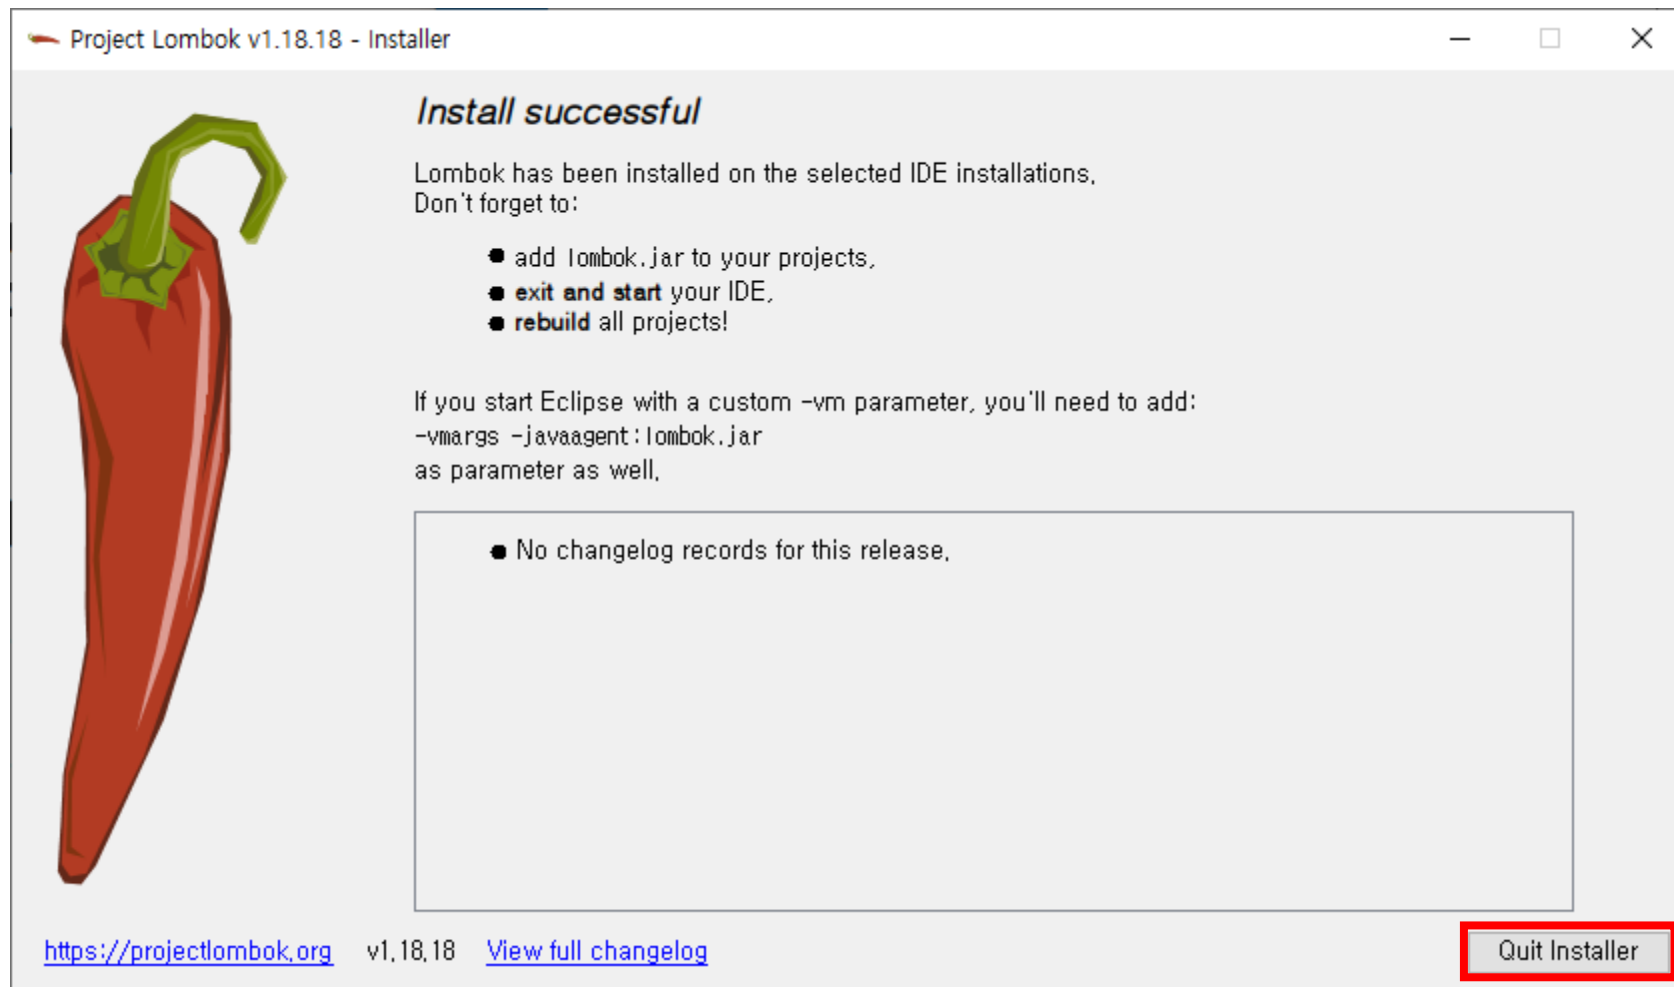 Project Lombok v1.18.18 - Installer
Install successful
Lombok has been installed on the selected IDE installations.
Don't forget to:
● add lombok.jar to your projects,
● exit and start your IDE,
● rebuild all projects!
If you start Eclipse with a custom -vm parameter, you'll need to add:
-vmargs -javaagent:lombok.jar
as parameter as well.
● No changelog records for this release.
https://projectlombok.org v1.18.18 View full changelog Quit Installer